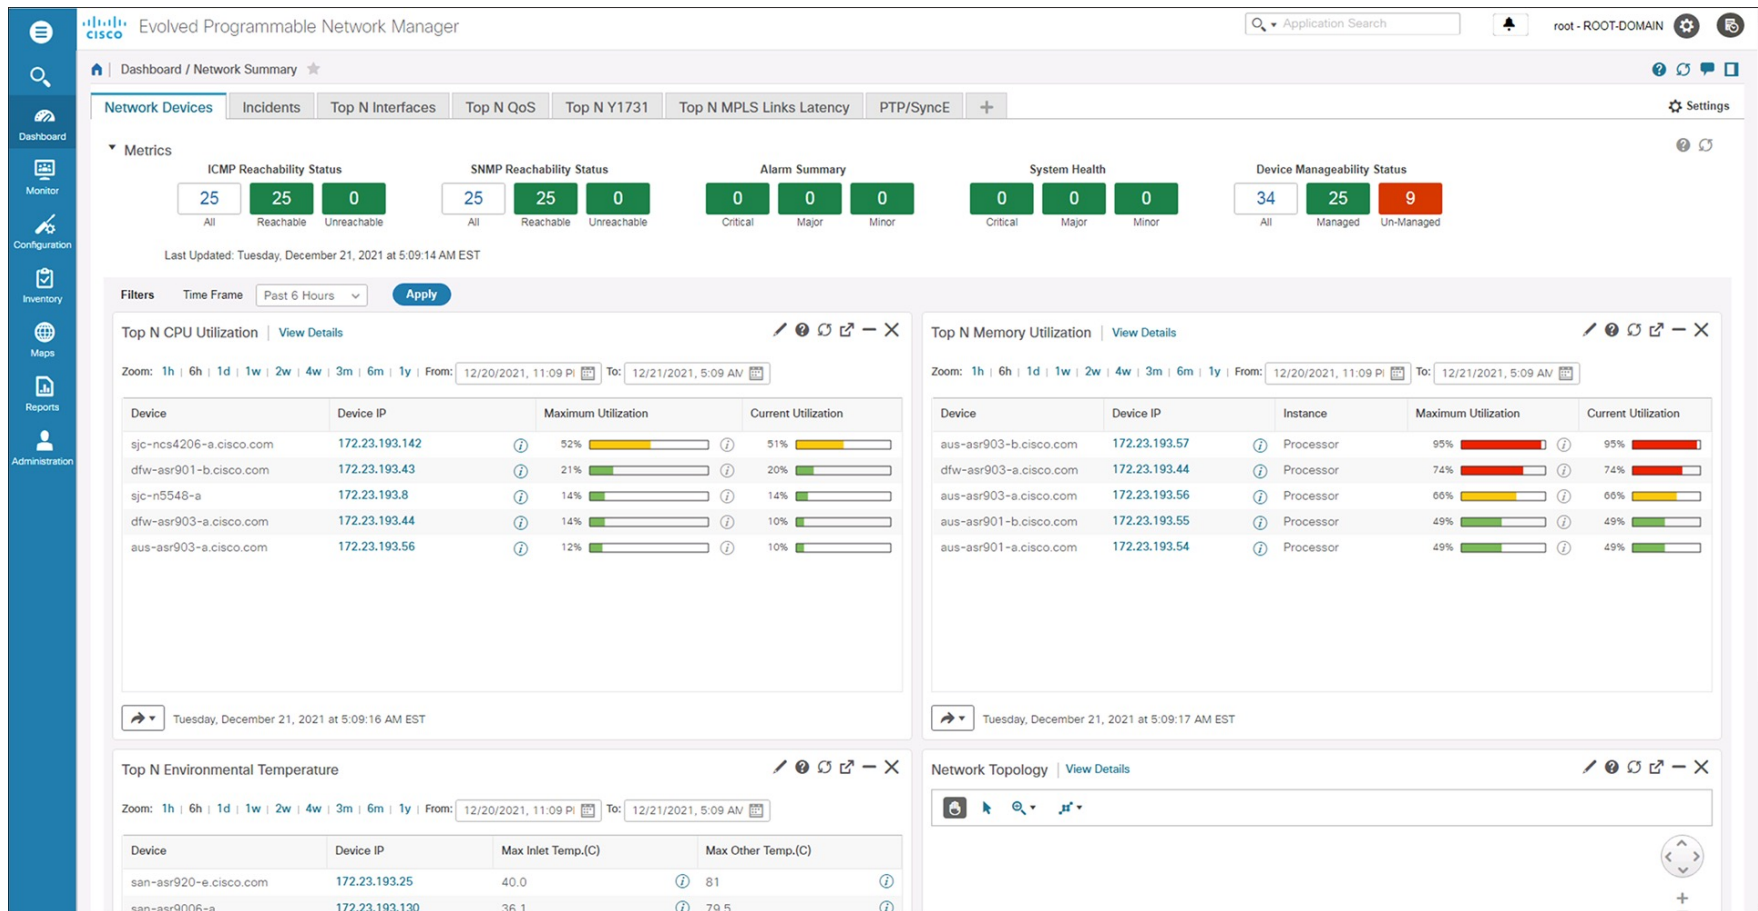 cisco Evolved Programmable Network Manager
Application Search
root - ROOT-DOMAIN
Dashboard / Network Summary
Network Devices Incidents Top N Interfaces Top N QoS Top N Y1731 Top N MPLS Links Latency PTP/SyncE +
Settings
Dashboard
Monitor
Configuration
Inventory
Maps
Reports
Administration
Metrics
ICMP Reachability Status SNMP Reachability Status Alarm Summary System Health Device Manageability Status
25 25 0 25 25 0 0 0 0 0 0 0 34 25 9
All Reachable Unreachable All Reachable Unreachable Critical Major Minor Critical Major Minor All Managed Un-Managed
Last Updated: Tuesday, December 21, 2021 at 5:09:14 AM EST
Filters Time Frame Past 6 Hours Apply
Top N CPU Utilization | View Details
Zoom: 1h | 6h | 1d | 1w | 2w | 4w | 3m | 6m | 1y | From: 12/20/2021, 11:09 To: 12/21/2021, 5:09
Device Device IP Maximum Utilization Current Utilization
sjc-ncs4206-a.cisco.com 172.23.193.142 52% 51%
dfw-asr901-b.cisco.com 172.23.193.43 21% 20%
sjc-n5548-a 172.23.193.8 14% 14%
dfw-asr903-a.cisco.com 172.23.193.44 14% 10%
aus-asr903-a.cisco.com 172.23.193.56 12% 10%
Tuesday, December 21, 2021 at 5:09:16 AM EST
Top N Memory Utilization | View Details
Zoom: 1h | 6h | 1d | 1w | 2w | 4w | 3m | 6m | 1y | From: 12/20/2021, 11:09 To: 12/21/2021, 5:09
Device Device IP Instance Maximum Utilization Current Utilization
aus-asr903-b.cisco.com 172.23.193.57 Processor 95% 95%
dfw-asr903-a.cisco.com 172.23.193.44 Processor 74% 74%
aus-asr903-a.cisco.com 172.23.193.56 Processor 66% 66%
aus-asr901-b.cisco.com 172.23.193.55 Processor 49% 49%
aus-asr901-a.cisco.com 172.23.193.54 Processor 49% 49%
Tuesday, December 21, 2021 at 5:09:17 AM EST
Top N Environmental Temperature
Zoom: 1h | 6h | 1d | 1w | 2w | 4w | 3m | 6m | 1y | From: 12/20/2021, 11:09 To: 12/21/2021, 5:09
Device Device IP Max Inlet Temp.(C) Max Other Temp.(C)
san-asr920-e.cisco.com 172.23.193.25 40.0 81
san-asr9006-a 172.23.193.130 36.1 79.5
Network Topology | View Details